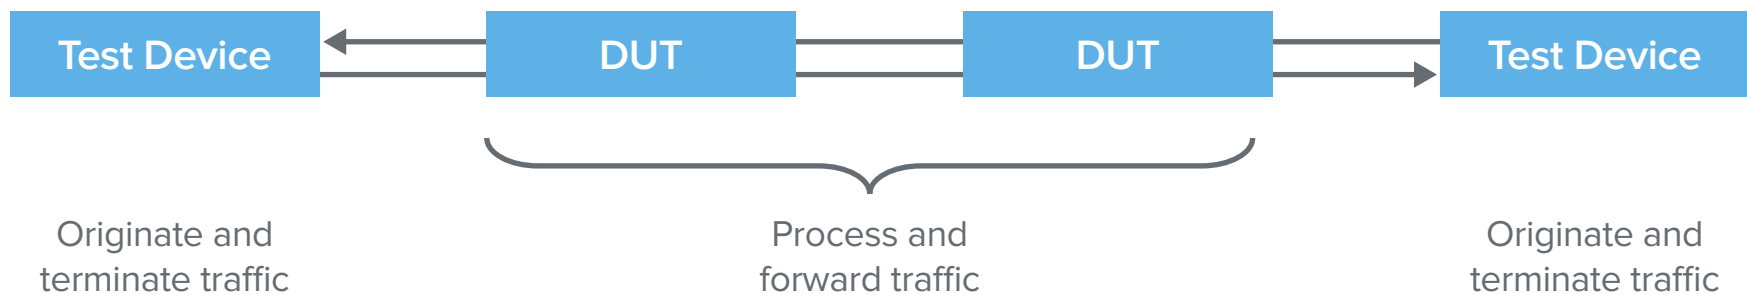 Test Device
DUT
DUT
Test Device
Originate and
terminate traffic
Process and
forward traffic
Originate and
terminate traffic